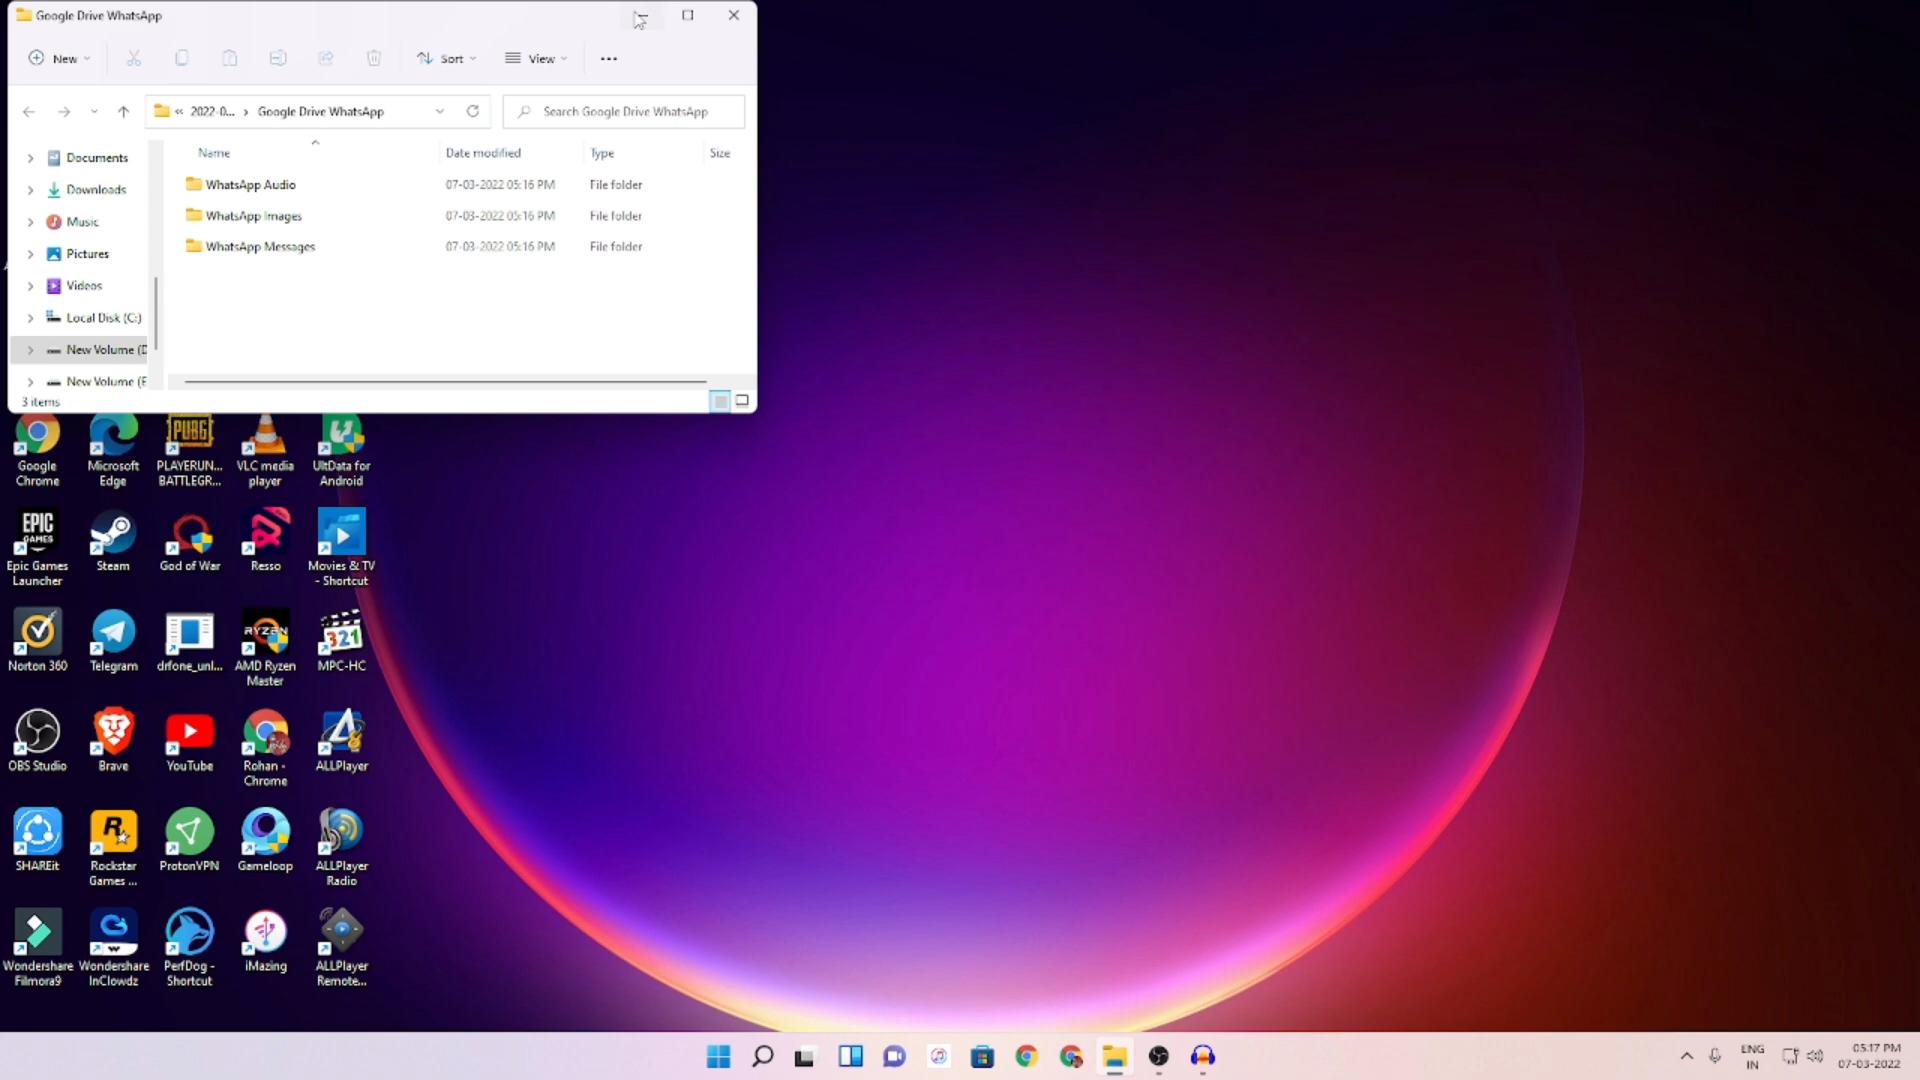 Google Drive WhatsApp
New
Sort
View
2022-0...
Google Drive WhatsApp
Search Google Drive WhatsApp
Name
Date modified
Type
Size
WhatsApp Audio
07-03-2022 05:16 PM
File folder
WhatsApp Images
07-03-2022 05:16 PM
File folder
WhatsApp Messages
07-03-2022 05:16 PM
File folder
Documents
Downloads
Music
Pictures
Videos
Local Disk (C:)
New Volume (D
New Volume (E
3 items
Google
Chrome
Microsoft
Edge
PUBG
PLAYERUN...
BATTLEGR...
VLC media
player
UltData for
Android
EPIC
GAMES
Epic Games
Launcher
Steam
God of War
Resso
Movies & TV
- Shortcut
Norton 360
Telegram
drfone_unl...
RYZEN
AMD Ryzen
Master
321
MPC-HC
OBS Studio
Brave
YouTube
Rohan -
Chrome
ALLPlayer
SHAREit
Rockstar
Games ...
ProtonVPN
Gameloop
ALLPlayer
Radio
Wondershare
Filmora9
Wondershare
InClowdz
PerfDog -
Shortcut
iMazing
ALLPlayer
Remote...
ENG
IN
05:17 PM
07-03-2022